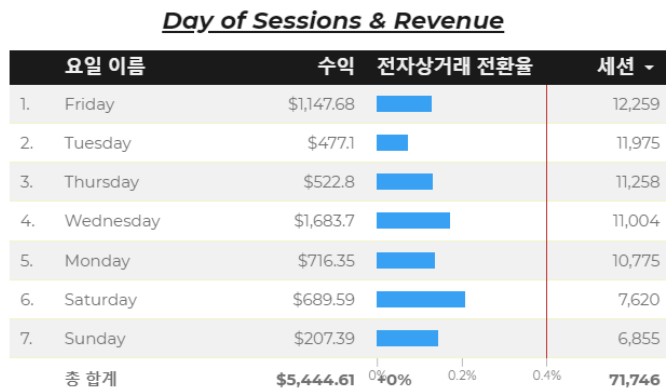 Day of Sessions & Revenue
요일 이름 수익 전자상거래 전환율 세션
1. Friday $1,147.68 12,259
2. Tuesday $477.1 11,975
3. Thursday $522.8 11,258
4. Wednesday $1,683.7 11,004
5. Monday $716.35 10,775
6. Saturday $689.59 7,620
7. Sunday $207.39 6,855
총 합계 $5,444.61 0% 0.2% 0.4% 71,746